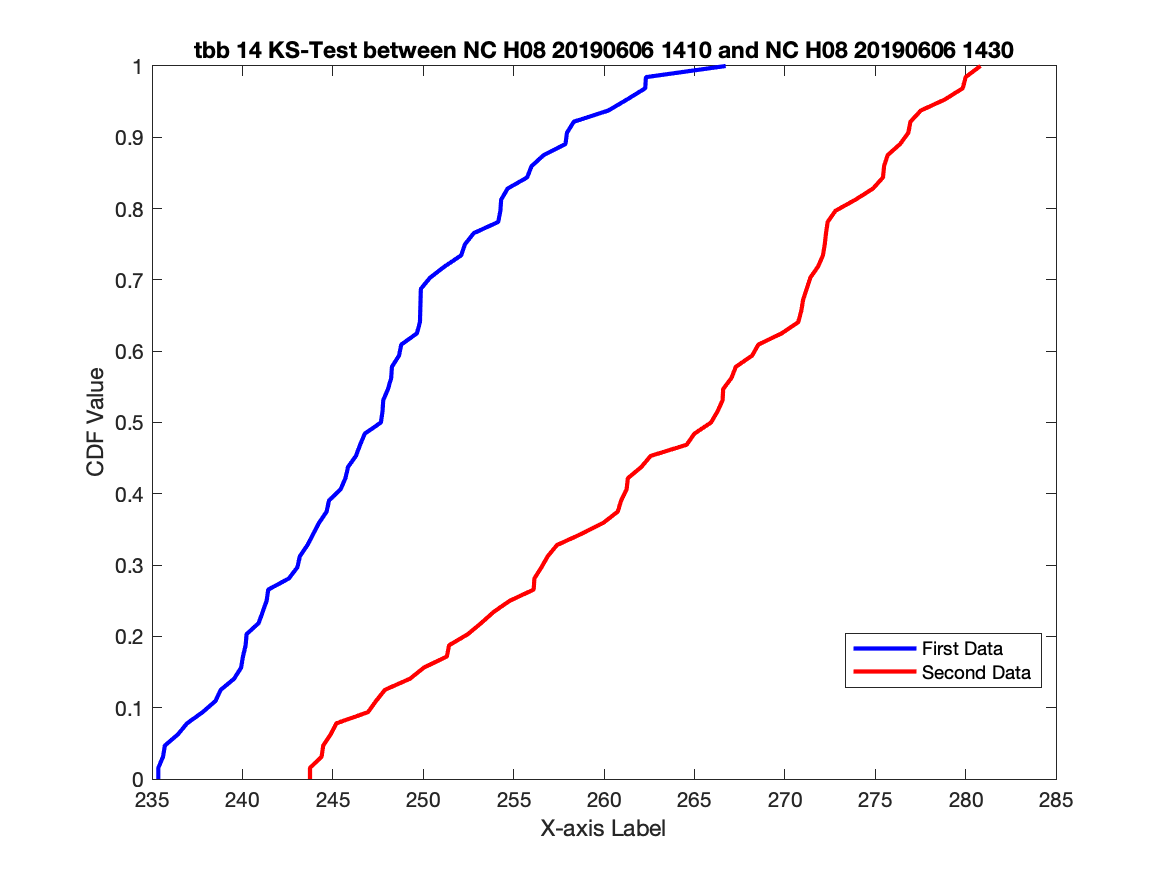 tbb 14 KS-Test between NC H08 20190606 1410 and NC H08 20190606 1430
1
0.9
0.8
0.7
0.6
0.5
0.4
0.3
0.2
0.1
0
CDF Value
First Data
Second Data
235 240 245 250 255 260 265 270 275 280 285
X-axis Label